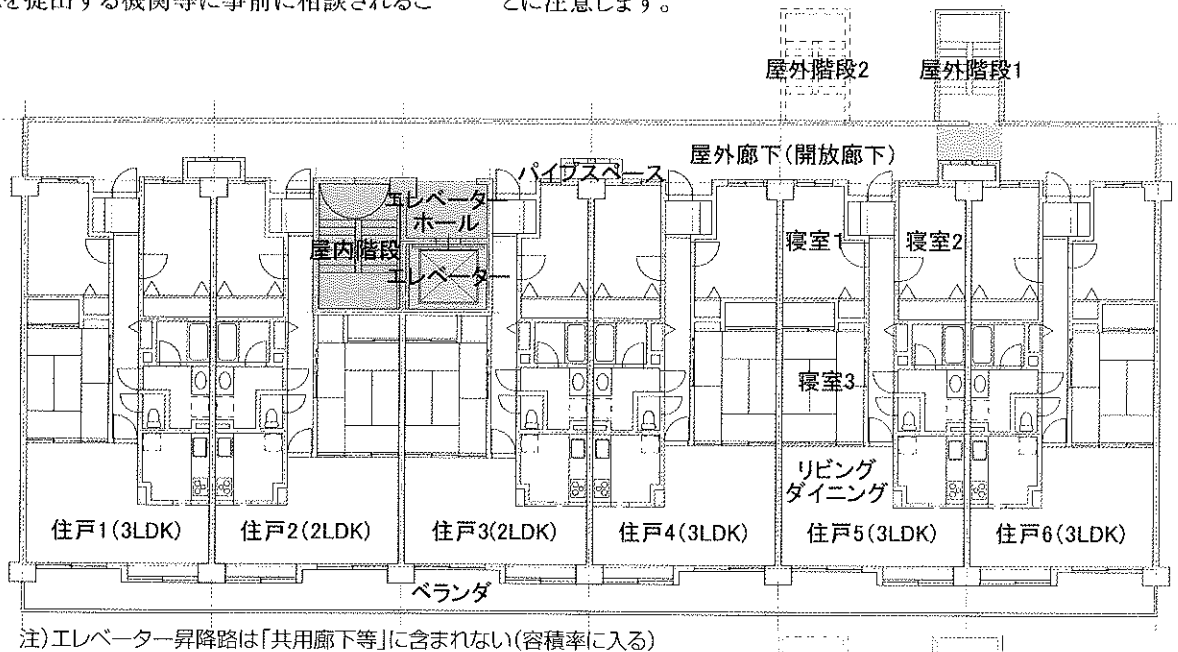 を提出する機関等に事前に相談されるこ
とに注意します。
屋外階段2
屋外階段1
屋外廊下(開放廊下)
パイプスペース
エレベーター
ホール
屋内階段
エレベーター
寝室1
寝室2
寝室3
リビング
ダイニング
住戸1(3LDK)
住戸2(2LDK)
住戸3(2LDK)
住戸4(3LDK)
住戸5(3LDK)
住戸6(3LDK)
ベランダ
注)エレベーター昇降路は「共用廊下等」に含まれない(容積率に入る)